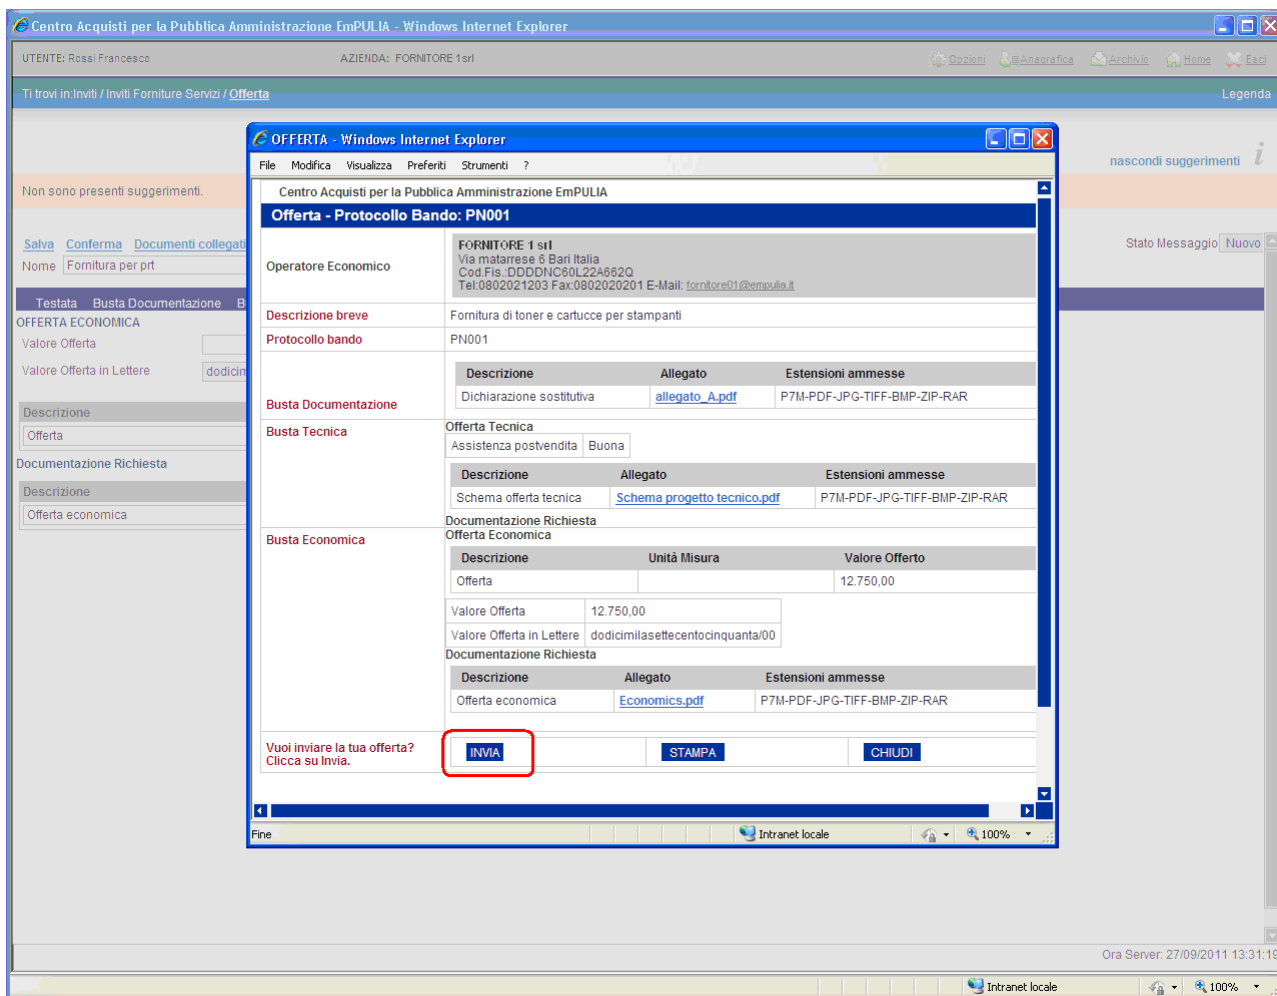 Centro Acquisti per la Pubblica Amministrazione EmPULIA - Windows Internet Explorer
UTENTE: Rossi Francesco AZIENDA: FORNITORE 1 srl Opzioni Anagrafica Archivio Home Esci
Ti trovi in:Inviti / Inviti Forniture Servizi / Offerta Legenda
nascondi suggerimenti i
Non sono presenti suggerimenti.
Salva Conferma Documenti collegati Stato Messaggio Nuovo
Nome Fornitura per prt
Testata Busta Documentazione B
OFFERTA ECONOMICA
Valore Offerta
Valore Offerta in Lettere dodicim
Descrizione
Offerta
Documentazione Richiesta
Descrizione
Offerta economica
OFFERTA - Windows Internet Explorer
File Modifica Visualizza Preferiti Strumenti ?
Centro Acquisti per la Pubblica Amministrazione EmPULIA
Offerta - Protocollo Bando: PN001
Operatore Economico
FORNITORE 1 srl
Via matarrese 6 Bari Italia
Cod.Fis.:DDDDNC60L22A662Q
Tel:0802021203 Fax:0802020201 E-Mail: fornitore01@empulia.it
Descrizione breve Fornitura di toner e cartucce per stampanti
Protocollo bando PN001
Busta Documentazione
Descrizione Allegato Estensioni ammesse
Dichiarazione sostitutiva allegato_A.pdf P7M-PDF-JPG-TIFF-BMP-ZIP-RAR
Busta Tecnica
Offerta Tecnica
Assistenza postvendita Buona
Descrizione Allegato Estensioni ammesse
Schema offerta tecnica Schema progetto tecnico.pdf P7M-PDF-JPG-TIFF-BMP-ZIP-RAR
Documentazione Richiesta
Busta Economica
Offerta Economica
Descrizione Unità Misura Valore Offerto
Offerta 12.750,00
Valore Offerta 12.750,00
Valore Offerta in Lettere dodicimilasettecentocinquanta/00
Documentazione Richiesta
Descrizione Allegato Estensioni ammesse
Offerta economica Economics.pdf P7M-PDF-JPG-TIFF-BMP-ZIP-RAR
Vuoi inviare la tua offerta?
Clicca su Invia.
INVIA STAMPA CHIUDI
Fine Intranet locale 100%
Ora Server: 27/09/2011 13:31:19
Intranet locale 100%